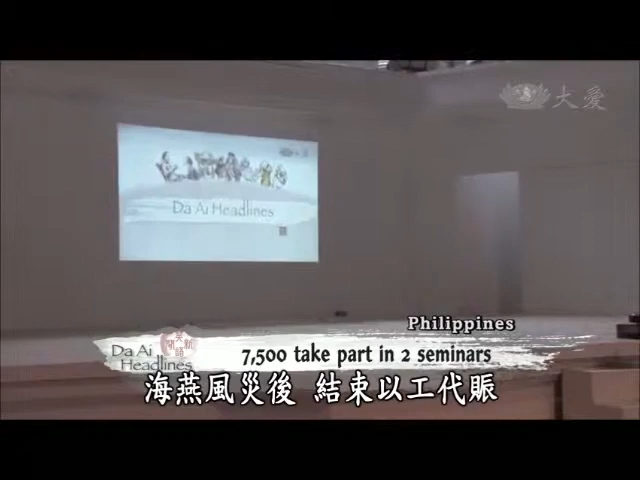 大愛
Da Ai Headlines
Philippines
Da Ai
Headlines
7,500 take part in 2 seminars
海燕風災後 結束以工代賑